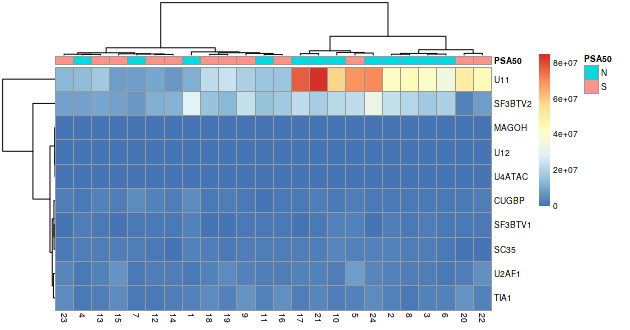 PSA50
PSA50
N
S
8e+07
6e+07
4e+07
2e+07
0
U11
SF3BTV2
MAGOH
U12
U4ATAC
CUGBP
SF3BTV1
SC35
U2AF1
TIA1
23 4 13 15 7 12 14 1 18 19 9 11 16 17 21 10 5 24 2 8 3 6 20 22